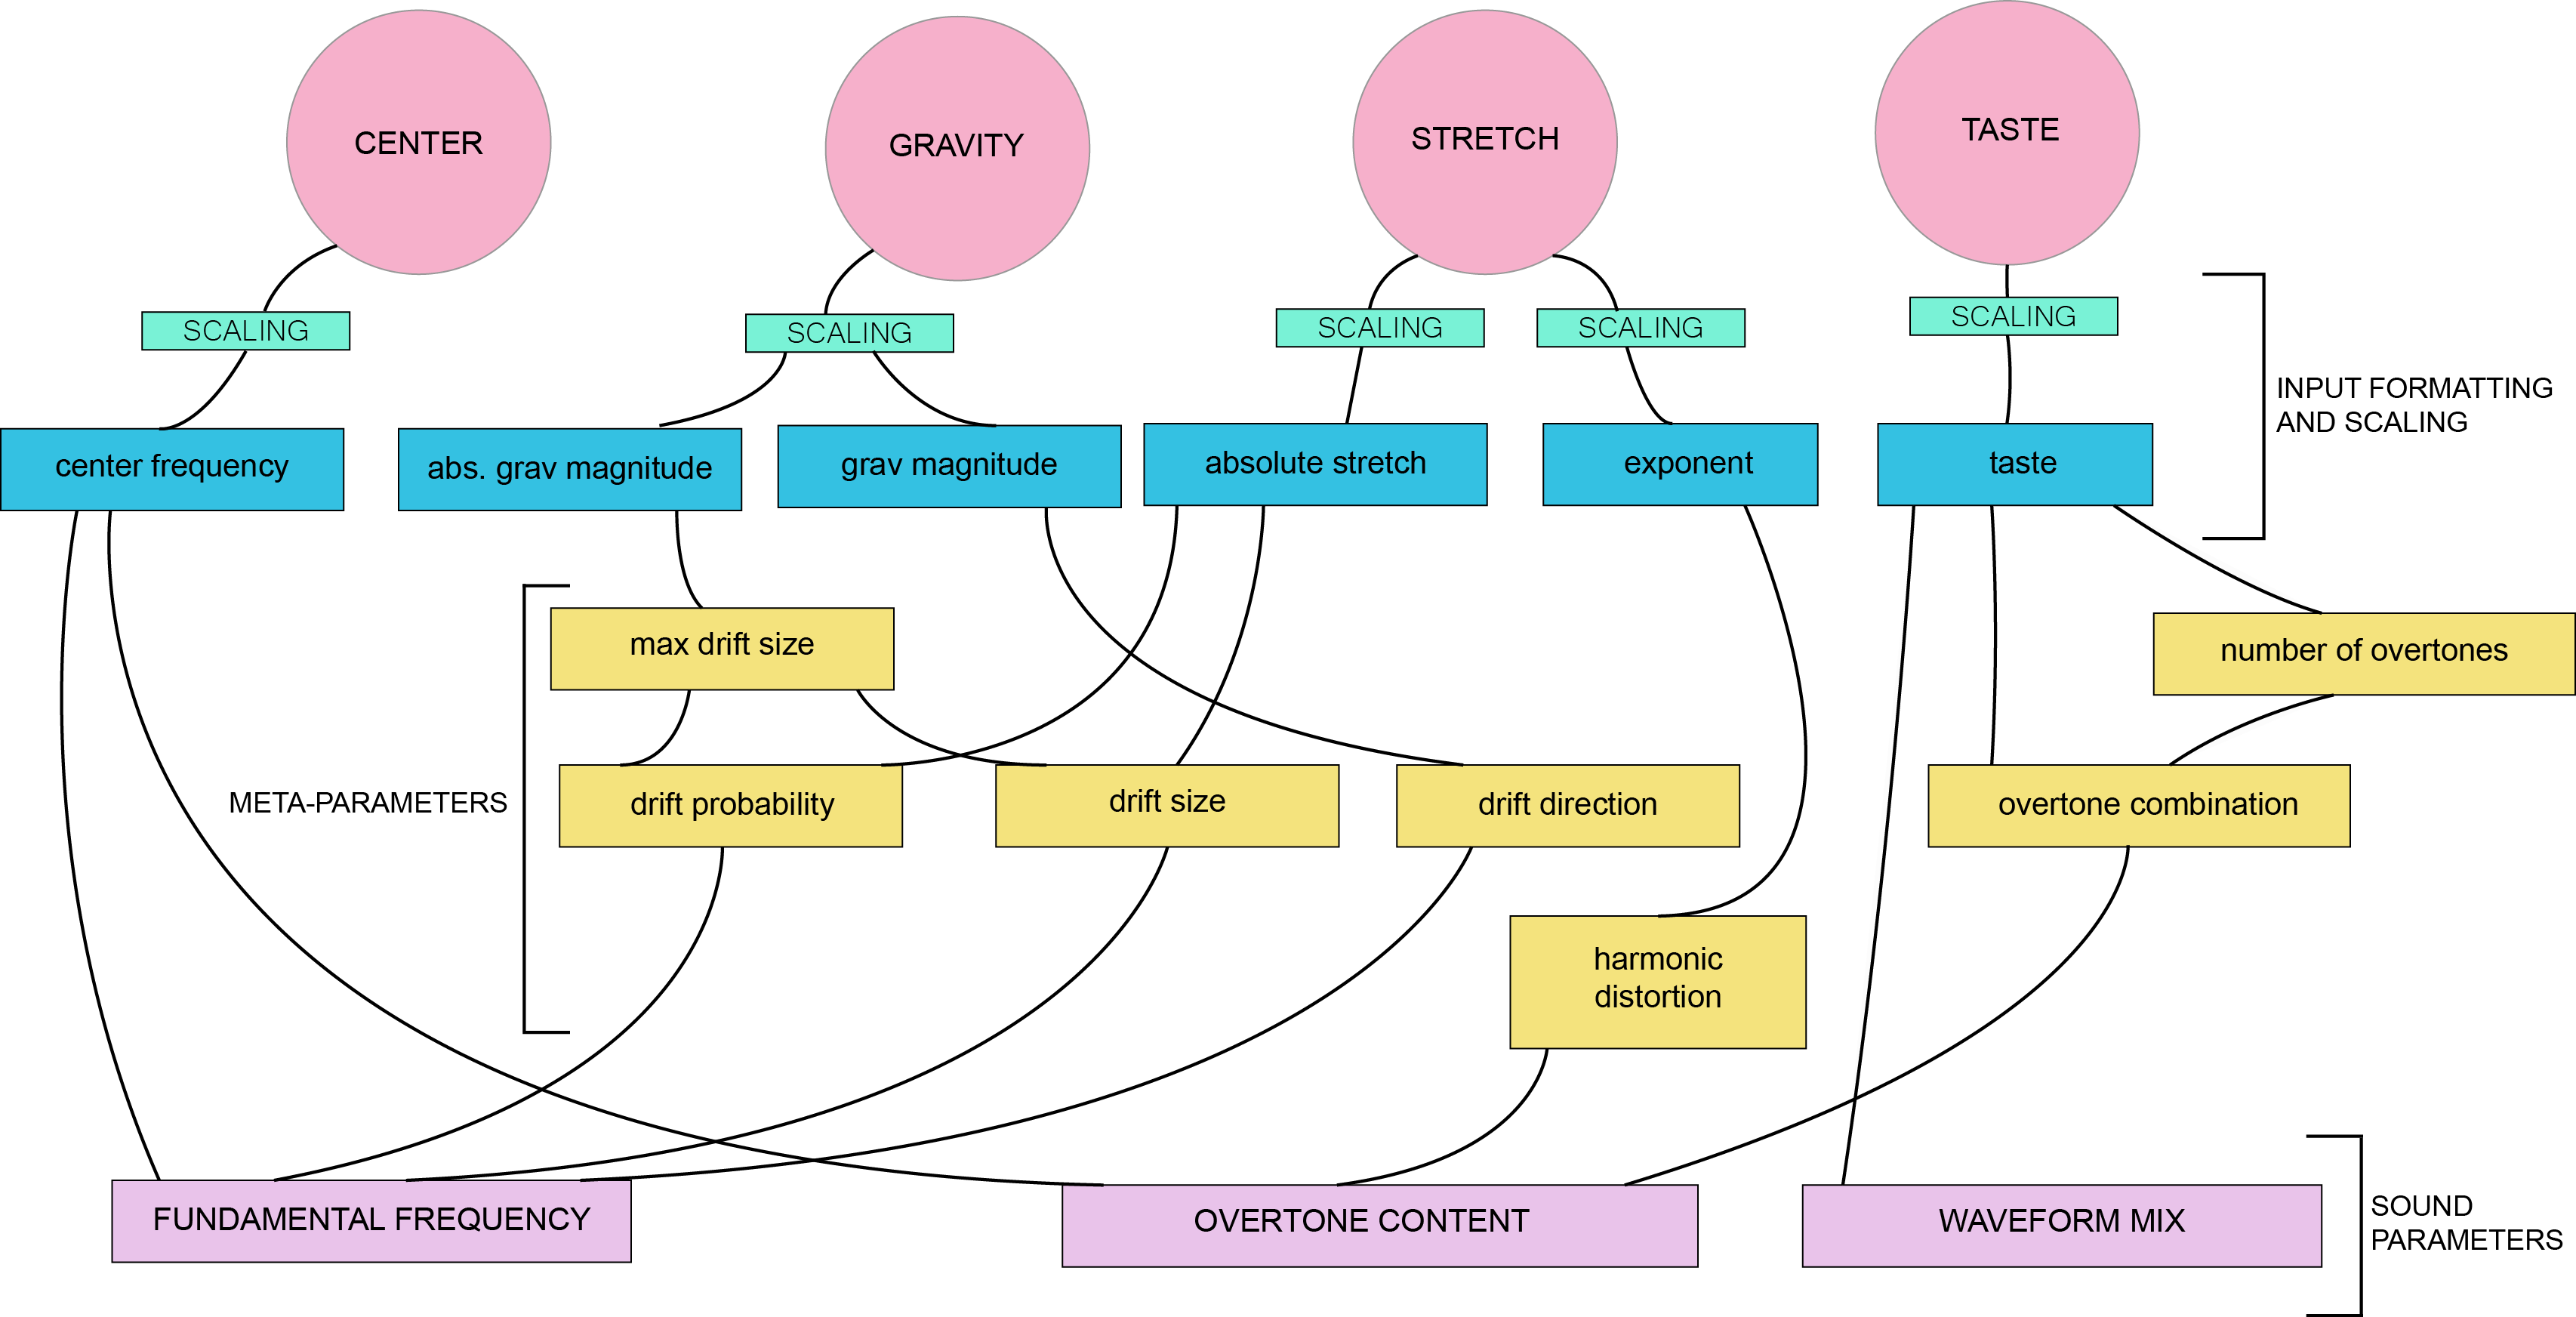 CENTER
GRAVITY
STRETCH
TASTE
SCALING
SCALING
SCALING
SCALING
SCALING
INPUT FORMATTING
AND SCALING
center frequency
abs. grav magnitude
grav magnitude
absolute stretch
exponent
taste
max drift size
number of overtones
META-PARAMETERS
drift probability
drift size
drift direction
overtone combination
harmonic
distortion
FUNDAMENTAL FREQUENCY
OVERTONE CONTENT
WAVEFORM MIX
SOUND
PARAMETERS